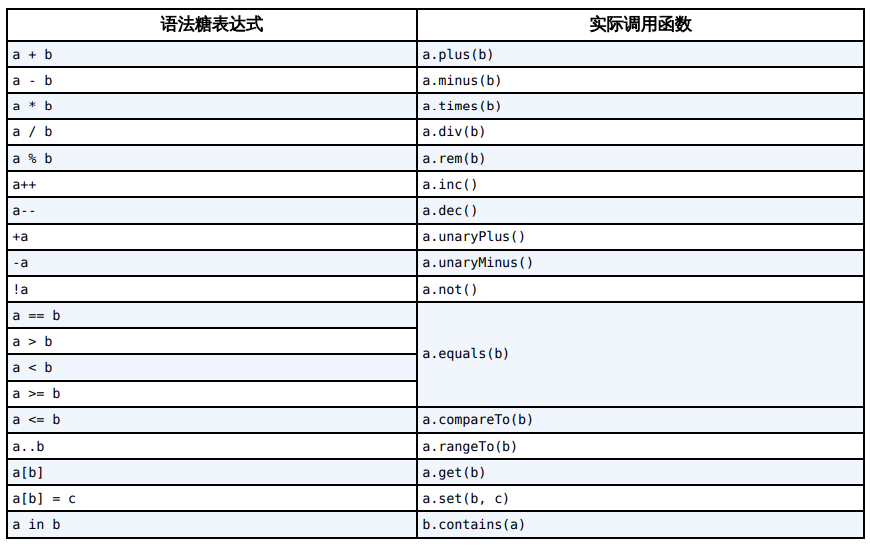 语法糖表达式 实际调用函数
a + b a.plus(b)
a - b a.minus(b)
a * b a.times(b)
a / b a.div(b)
a % b a.rem(b)
a++ a.inc()
a-- a.dec()
+a a.unaryPlus()
-a a.unaryMinus()
!a a.not()
a == b
a > b
a.equals(b)
a < b
a >= b
a <= b a.compareTo(b)
a..b a.rangeTo(b)
a[b] a.get(b)
a[b] = c a.set(b, c)
a in b b.contains(a)